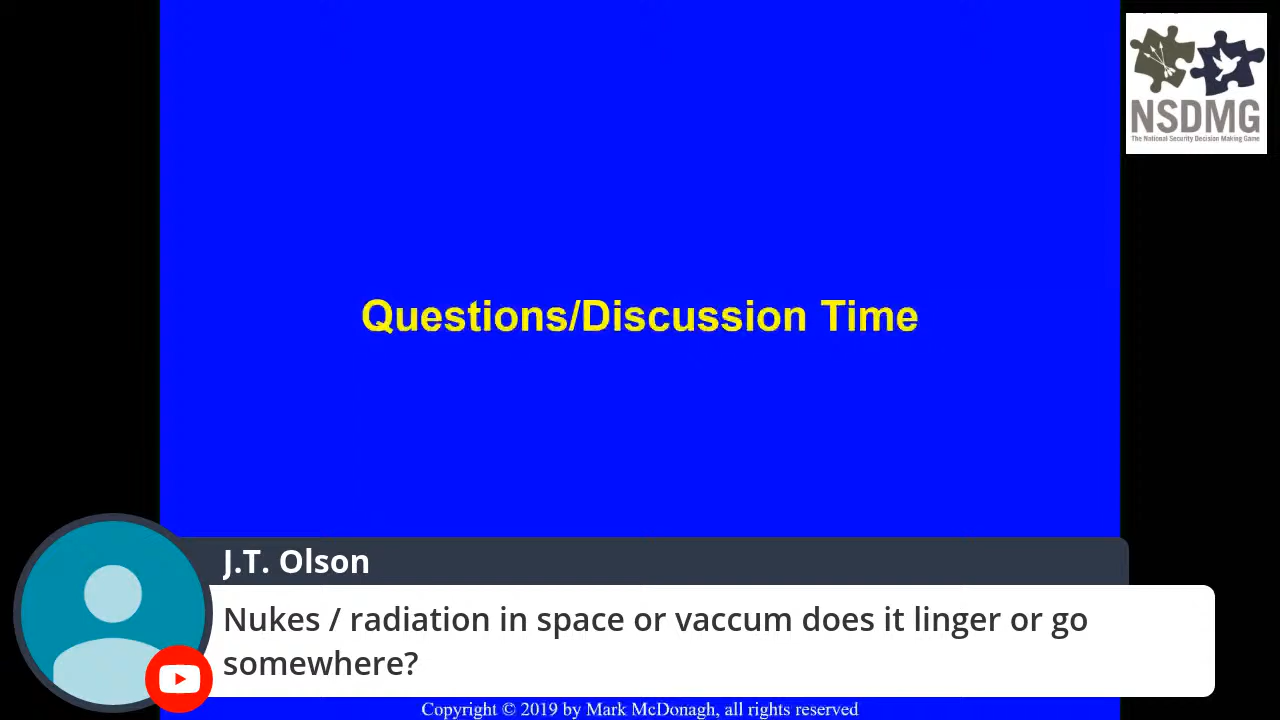 NSDMG
The National Security Decision Making Game
Questions/Discussion Time
J.T. Olson
Nukes / radiation in space or vaccum does it linger or go
somewhere?
Copyright © 2019 by Mark McDonagh, all rights reserved